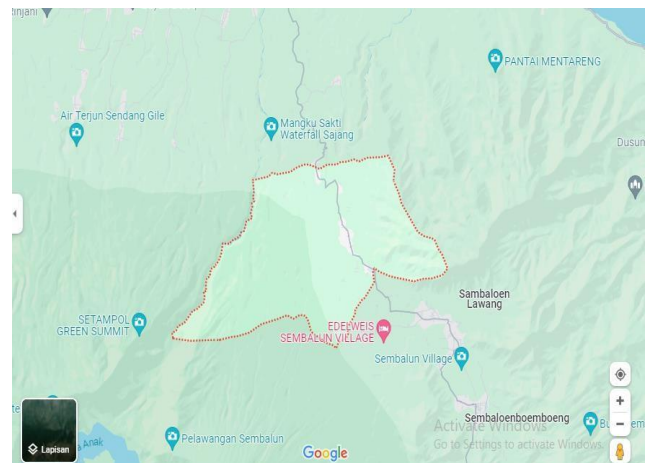 PANTAI MENTARENG
Air Terjun Sendang Gile
Mangku Sakti
Waterfall Sajang
Dusun
Sambaloen
Lawang
SETAMPOL
GREEN SUMMIT
EDELWEIS
SEMBALUN VILLAGE
Sembalun Village
Sembaloenboemboeng
Activate Windows
Go to Settings to activate Windows.
Pelawangan Sembalun
Anak
Lapisan
Google